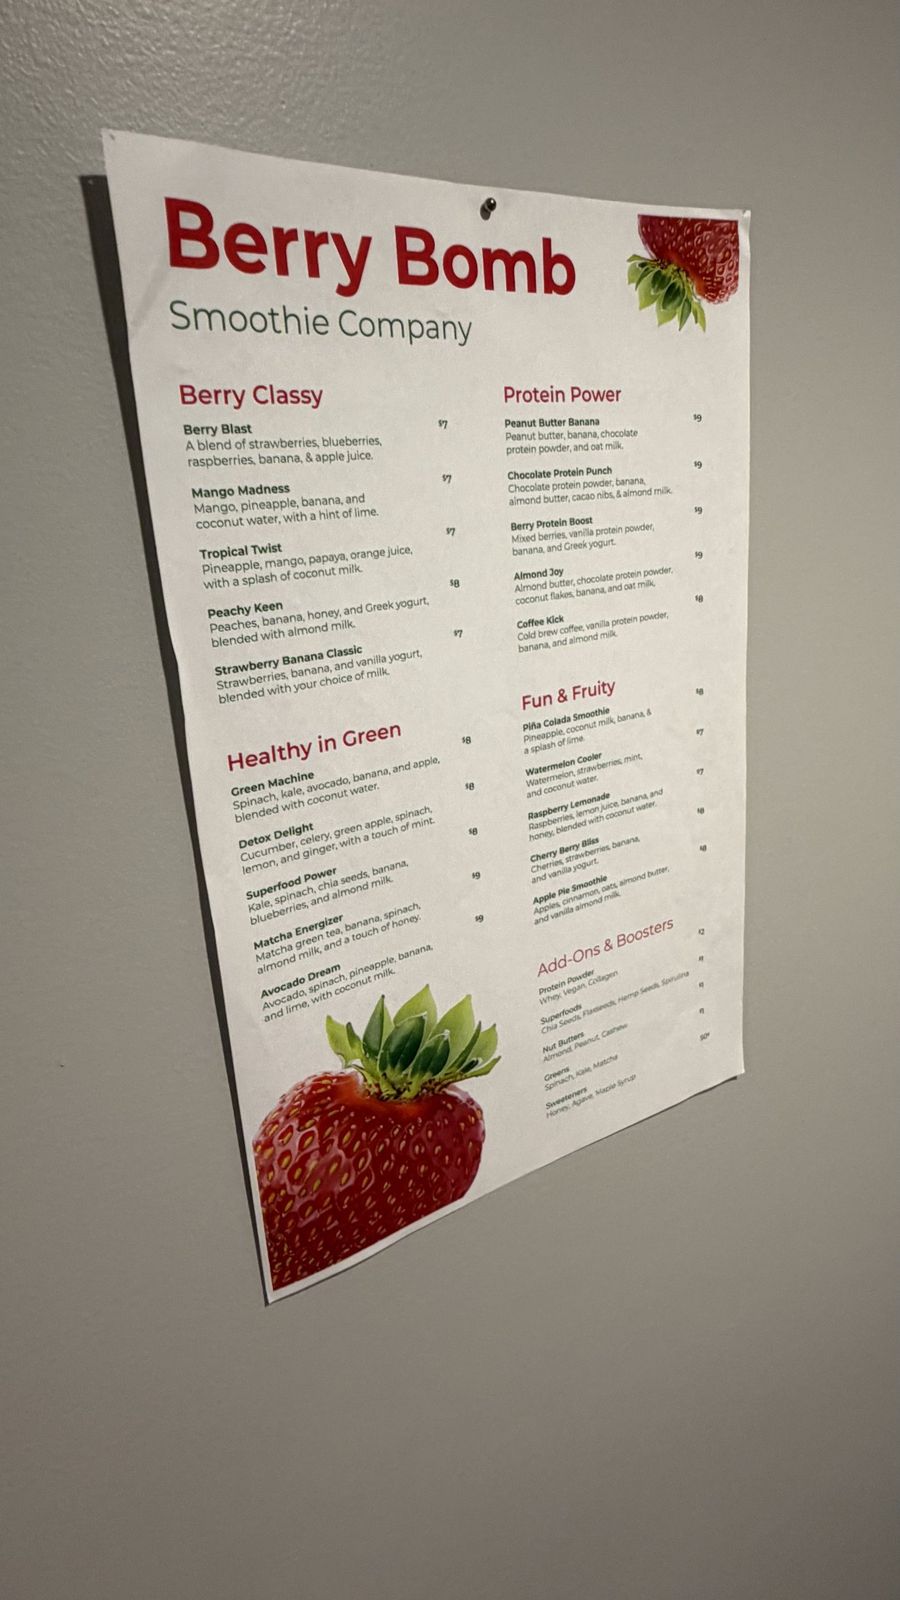 Berry Bomb
Smoothie Company
Berry Classy
Berry Blast $7
A blend of strawberries, blueberries,
raspberries, banana, & apple juice.
Mango Madness $7
Mango, pineapple, banana, and
coconut water, with a hint of lime.
Tropical Twist $7
Pineapple, mango, papaya, orange juice,
with a splash of coconut milk.
Peachy Keen $8
Peaches, banana, honey, and Greek yogurt,
blended with almond milk.
Strawberry Banana Classic $7
Strawberries, banana, and vanilla yogurt,
blended with your choice of milk.
Healthy in Green
Green Machine $8
Spinach, kale, avocado, banana, and apple,
blended with coconut water.
Detox Delight $8
Cucumber, celery, green apple, spinach,
lemon, and ginger, with a touch of mint.
Superfood Power $8
Kale, spinach, chia seeds, banana,
blueberries, and almond milk.
Matcha Energizer $9
Matcha green tea, banana, spinach,
almond milk, and a touch of honey.
Avocado Dream $9
Avocado, spinach, pineapple, banana,
and lime, with coconut milk.
Protein Power
Peanut Butter Banana $9
Peanut butter, banana, chocolate
protein powder, and oat milk.
Chocolate Protein Punch $9
Chocolate protein powder, banana,
almond butter, cacao nibs, & almond milk.
Berry Protein Boost $9
Mixed berries, vanilla protein powder,
banana, and Greek yogurt.
Almond Joy $9
Almond butter, chocolate protein powder,
coconut flakes, banana, and oat milk.
Coffee Kick $8
Cold brew coffee, vanilla protein powder,
banana, and almond milk.
Fun & Fruity
Piña Colada Smoothie $8
Pineapple, coconut milk, banana, &
a splash of lime.
Watermelon Cooler $7
Watermelon, strawberries, mint,
and coconut water.
Raspberry Lemonade $7
Raspberries, lemon juice, banana, and
honey, blended with coconut water.
Cherry Berry Bliss $8
Cherries, strawberries, banana,
and vanilla yogurt.
Apple Pie Smoothie $8
Apples, cinnamon, oats, almond butter,
and vanilla almond milk.
Add-Ons & Boosters
Protein Powder $2
Whey, Vegan, Collagen
Superfoods $1
Chia Seeds, Flaxseeds, Hemp Seeds, Spirulina
Nut Butters $1
Almond, Peanut, Cashew
Greens $1
Spinach, Kale, Matcha
Sweeteners
Honey, Agave, Maple Syrup